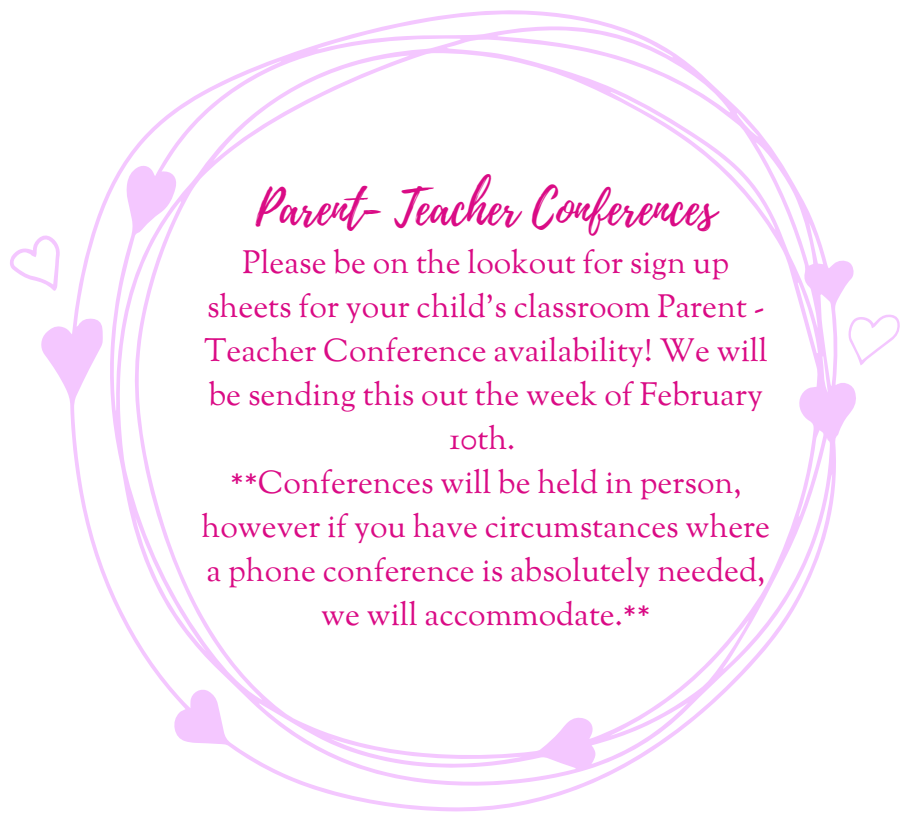 Parent- Teacher Conferences
Please be on the lookout for sign up
sheets for your child's classroom Parent -
Teacher Conference availability! We will
be sending this out the week of February
10th.
**Conferences will be held in person,
however if you have circumstances where
a phone conference is absolutely needed,
we will accommodate.**